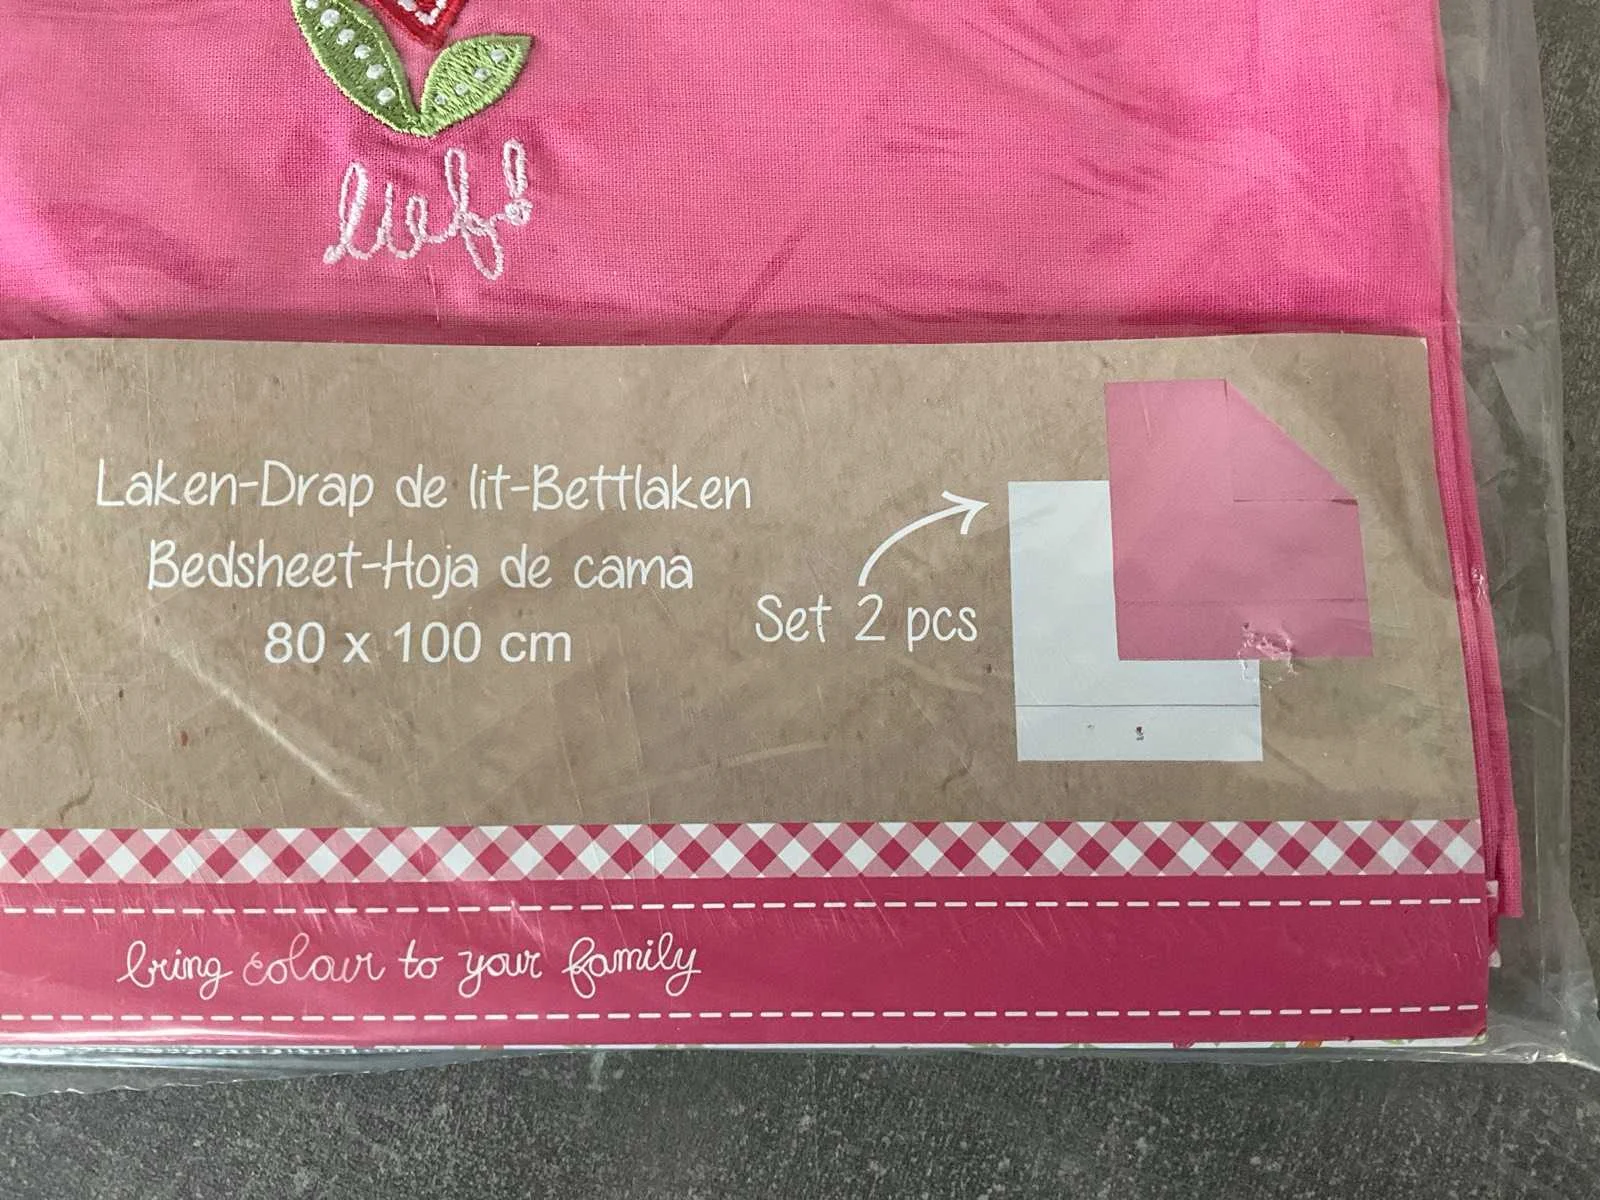 lief!
Laken-Drap de lit-Bettlaken
Bedsheet-Hoja de cama
80 x 100 cm
Set 2 pcs
bring colour to your family